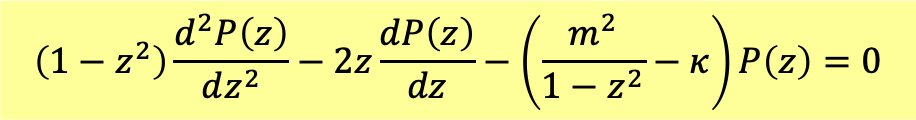 (1 − z²) d²P(z)/dz² − 2z dP(z)/dz − (m²/(1 − z²) − κ) P(z) = 0